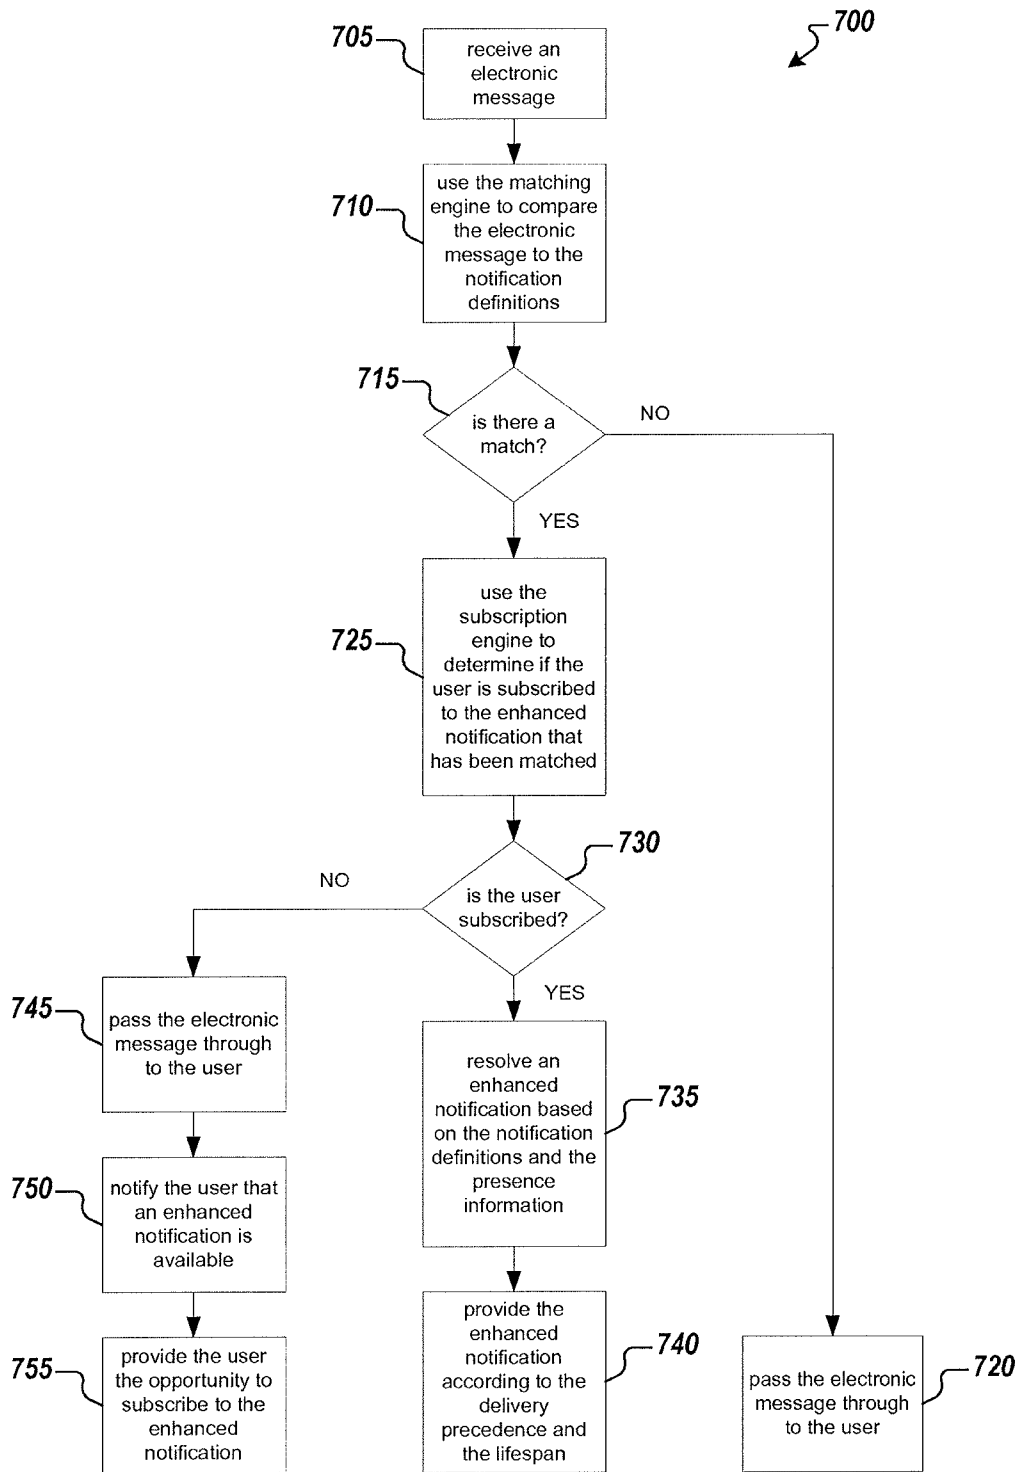 700
705
receive an
electronic
message
710
use the matching
engine to compare
the electronic
message to the
notification
definitions
715
is there a
match?
NO
YES
725
use the
subscription
engine to
determine if the
user is subscribed
to the enhanced
notification that
has been matched
730
is the user
subscribed?
NO
YES
745
pass the electronic
message through
to the user
735
resolve an
enhanced
notification based
on the notification
definitions and the
presence
information
750
notify the user that
an enhanced
notification is
available
755
provide the user
the opportunity to
subscribe to the
enhanced
notification
740
provide the
enhanced
notification
according to the
delivery
precedence and
the lifespan
720
pass the electronic
message through
to the user